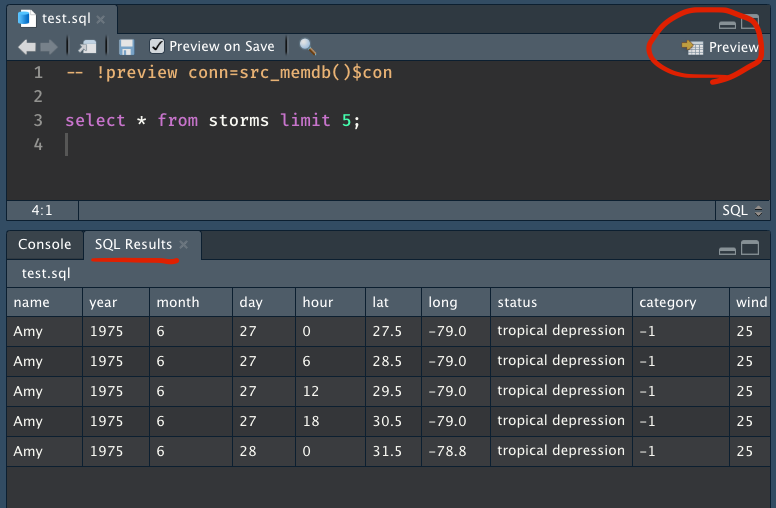 test.sql
Preview on Save Preview
1 -- !preview conn=src_memdb()$con
2
3 select * from storms limit 5;
4
4:1 SQL
Console SQL Results
test.sql
name year month day hour lat long status category wind
Amy 1975 6 27 0 27.5 -79.0 tropical depression -1 25
Amy 1975 6 27 6 28.5 -79.0 tropical depression -1 25
Amy 1975 6 27 12 29.5 -79.0 tropical depression -1 25
Amy 1975 6 27 18 30.5 -79.0 tropical depression -1 25
Amy 1975 6 28 0 31.5 -78.8 tropical depression -1 25